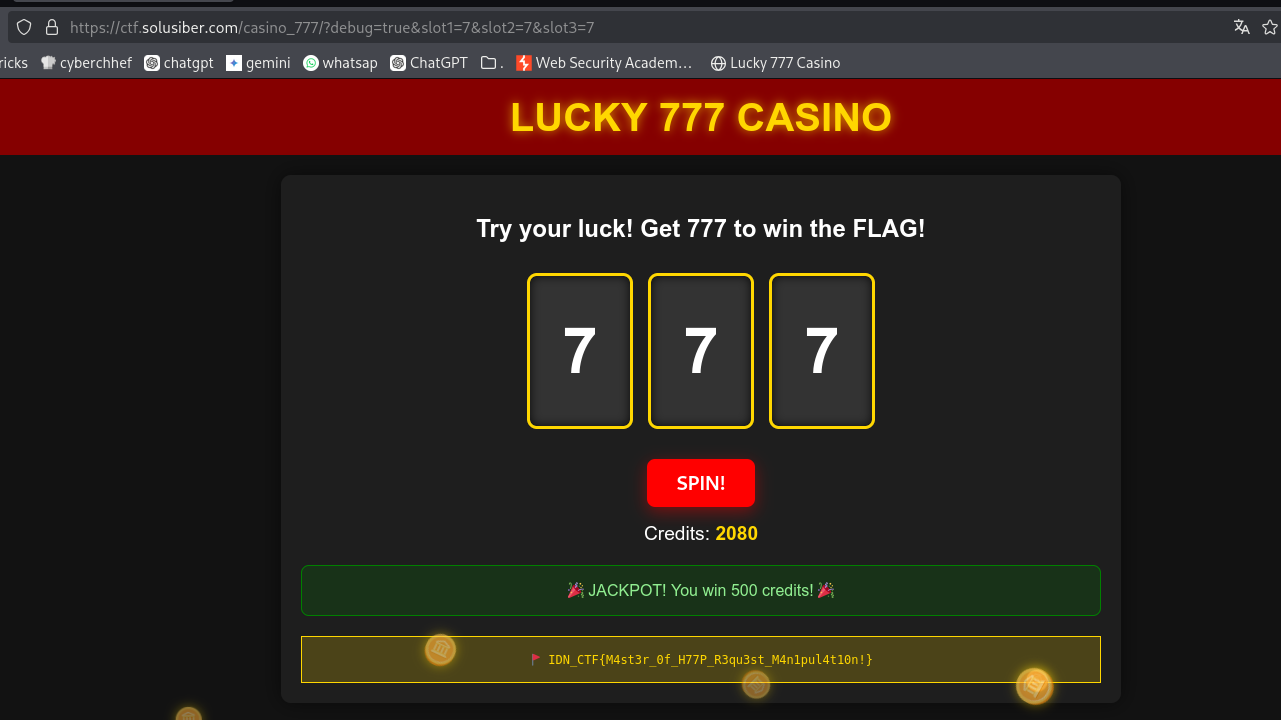 https://ctf.solusiber.com/casino_777/?debug=true&slot1=7&slot2=7&slot3=7
ricks cyberchhef chatgpt gemini whatsap ChatGPT . Web Security Academ… Lucky 777 Casino
LUCKY 777 CASINO
Try your luck! Get 777 to win the FLAG!
7 7 7
SPIN!
Credits: 2080
🎉 JACKPOT! You win 500 credits! 🎉
🚩 IDN_CTF{M4st3r_0f_H77P_R3qu3st_M4n1pul4t10n!}